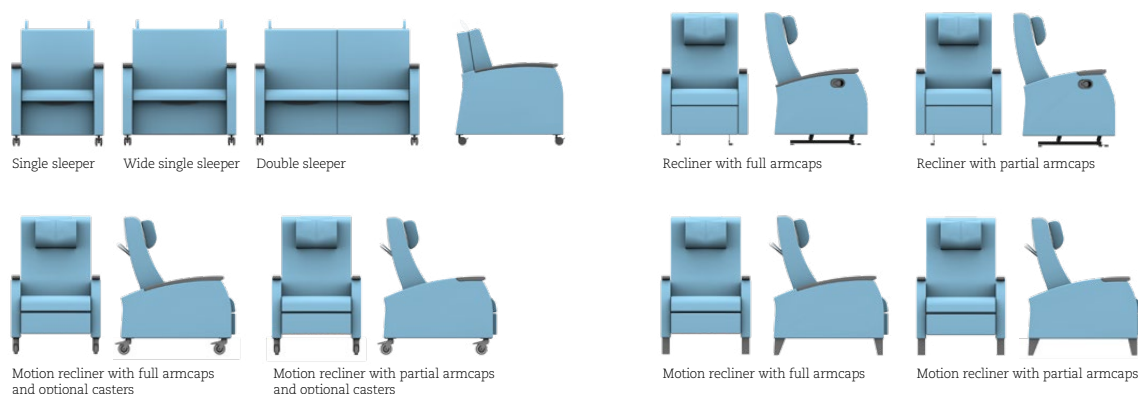 Single sleeper
Wide single sleeper
Double sleeper
Recliner with full armcaps
Recliner with partial armcaps
Motion recliner with full armcaps
and optional casters
Motion recliner with partial armcaps
and optional casters
Motion recliner with full armcaps
Motion recliner with partial armcaps